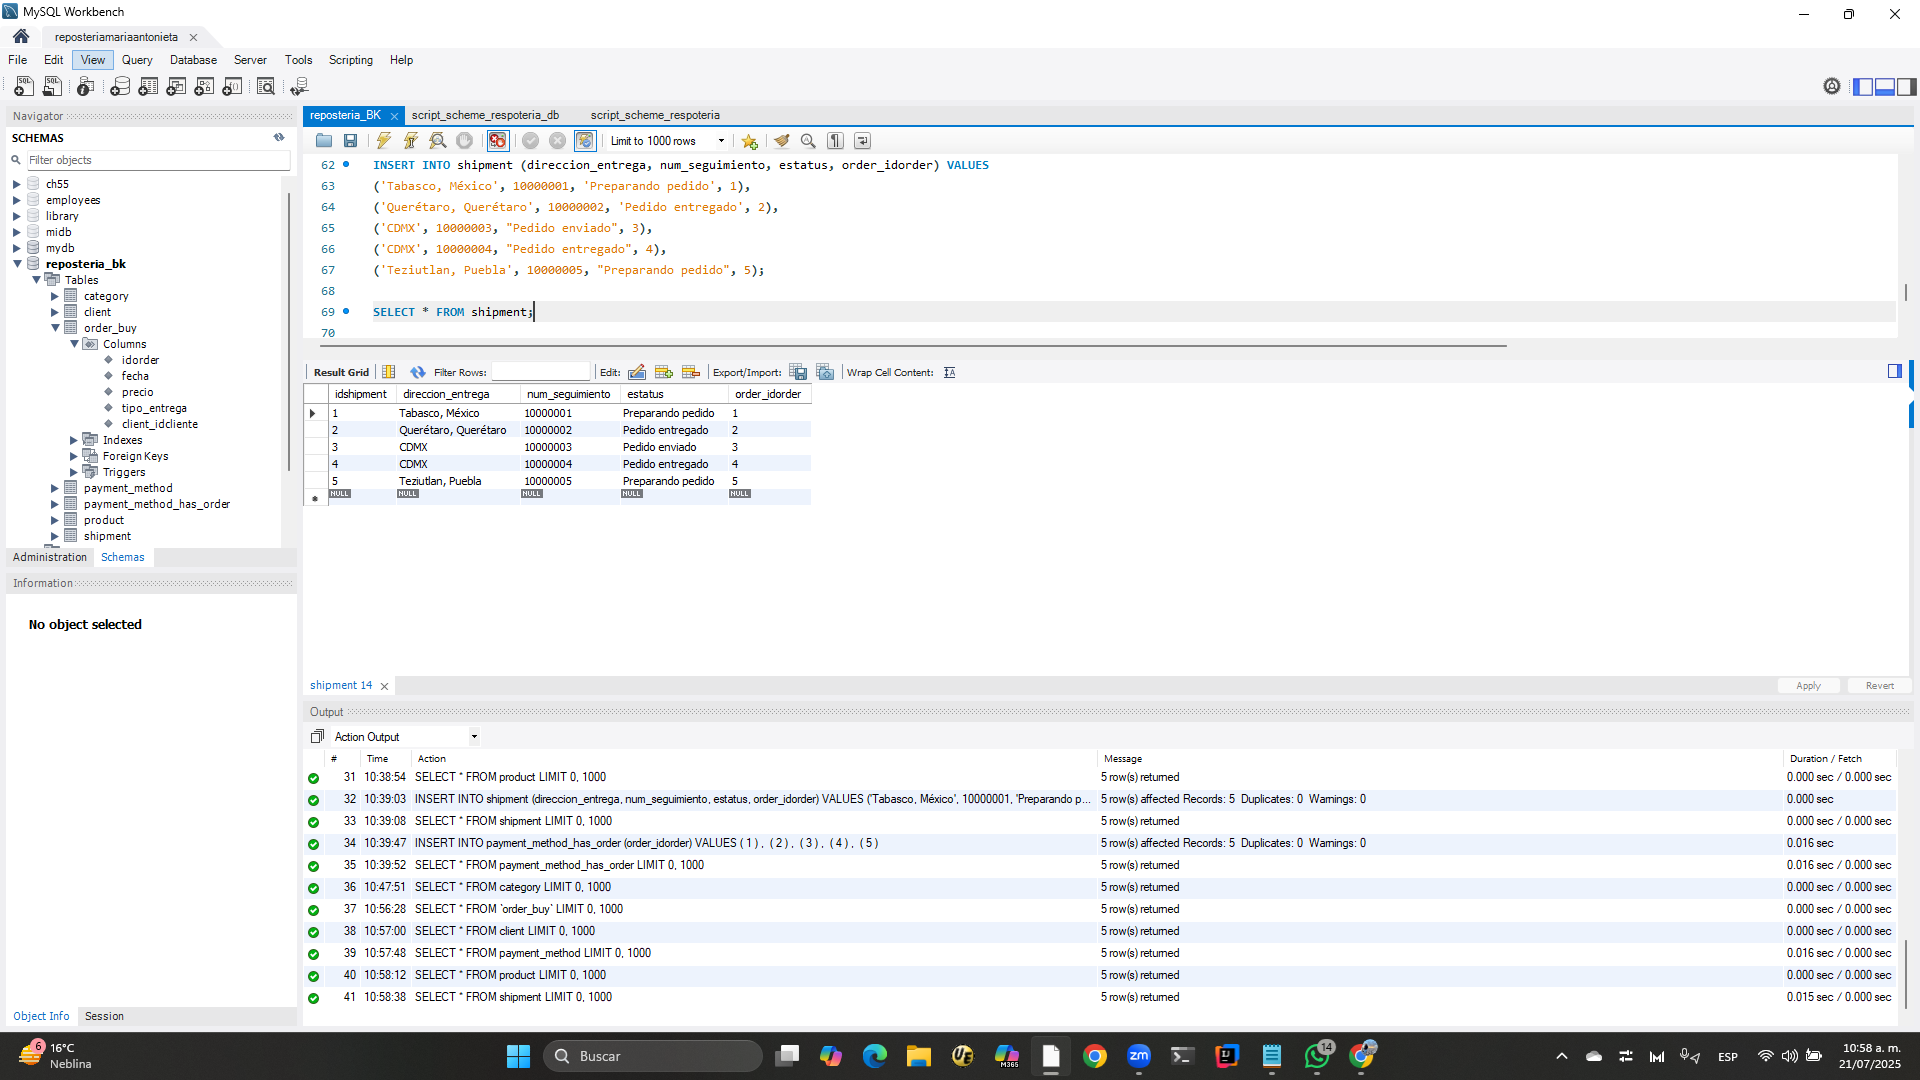 MySQL Workbench
reposteriamariaantonieta
File Edit View Query Database Server Tools Scripting Help
Navigator
SCHEMAS
Filter objects
ch55
employees
library
midb
mydb
reposteria_bk
Tables
category
client
order_buy
Columns
idorder
fecha
precio
tipo_entrega
client_idcliente
Indexes
Foreign Keys
Triggers
payment_method
payment_method_has_order
product
shipment
Administration Schemas
Information
No object selected
Object Info Session
reposteria_BK script_scheme_respoteria_db script_scheme_respoteria
Limit to 1000 rows
62 INSERT INTO shipment (direccion_entrega, num_seguimiento, estatus, order_idorder) VALUES
63 ('Tabasco, México', 10000001, 'Preparando pedido', 1),
64 ('Querétaro, Querétaro', 10000002, 'Pedido entregado', 2),
65 ('CDMX', 10000003, "Pedido enviado", 3),
66 ('CDMX', 10000004, "Pedido entregado", 4),
67 ('Teziutlan, Puebla', 10000005, "Preparando pedido", 5);
68
69 SELECT * FROM shipment;
70
Result Grid Filter Rows: Edit: Export/Import: Wrap Cell Content:
idshipment direccion_entrega num_seguimiento estatus order_idorder
1 Tabasco, México 10000001 Preparando pedido 1
2 Querétaro, Querétaro 10000002 Pedido entregado 2
3 CDMX 10000003 Pedido enviado 3
4 CDMX 10000004 Pedido entregado 4
5 Teziutlan, Puebla 10000005 Preparando pedido 5
NULL NULL NULL NULL NULL
shipment 14 Apply Revert
Output
Action Output
# Time Action Message Duration / Fetch
31 10:38:54 SELECT * FROM product LIMIT 0, 1000 5 row(s) returned 0.000 sec / 0.000 sec
32 10:39:03 INSERT INTO shipment (direccion_entrega, num_seguimiento, estatus, order_idorder) VALUES ('Tabasco, México', 10000001, 'Preparando p... 5 row(s) affected Records: 5 Duplicates: 0 Warnings: 0 0.000 sec
33 10:39:08 SELECT * FROM shipment LIMIT 0, 1000 5 row(s) returned 0.000 sec / 0.000 sec
34 10:39:47 INSERT INTO payment_method_has_order (order_idorder) VALUES ( 1 ) , ( 2 ) , ( 3 ) , ( 4 ) , ( 5 ) 5 row(s) affected Records: 5 Duplicates: 0 Warnings: 0 0.016 sec
35 10:39:52 SELECT * FROM payment_method_has_order LIMIT 0, 1000 5 row(s) returned 0.016 sec / 0.000 sec
36 10:47:51 SELECT * FROM category LIMIT 0, 1000 5 row(s) returned 0.000 sec / 0.000 sec
37 10:56:28 SELECT * FROM `order_buy` LIMIT 0, 1000 5 row(s) returned 0.000 sec / 0.000 sec
38 10:57:00 SELECT * FROM client LIMIT 0, 1000 5 row(s) returned 0.000 sec / 0.000 sec
39 10:57:48 SELECT * FROM payment_method LIMIT 0, 1000 5 row(s) returned 0.016 sec / 0.000 sec
40 10:58:12 SELECT * FROM product LIMIT 0, 1000 5 row(s) returned 0.000 sec / 0.000 sec
41 10:58:38 SELECT * FROM shipment LIMIT 0, 1000 5 row(s) returned 0.015 sec / 0.000 sec
6 16°C
Neblina
Buscar
M365
zm
14
ESP
10:58 a. m.
21/07/2025